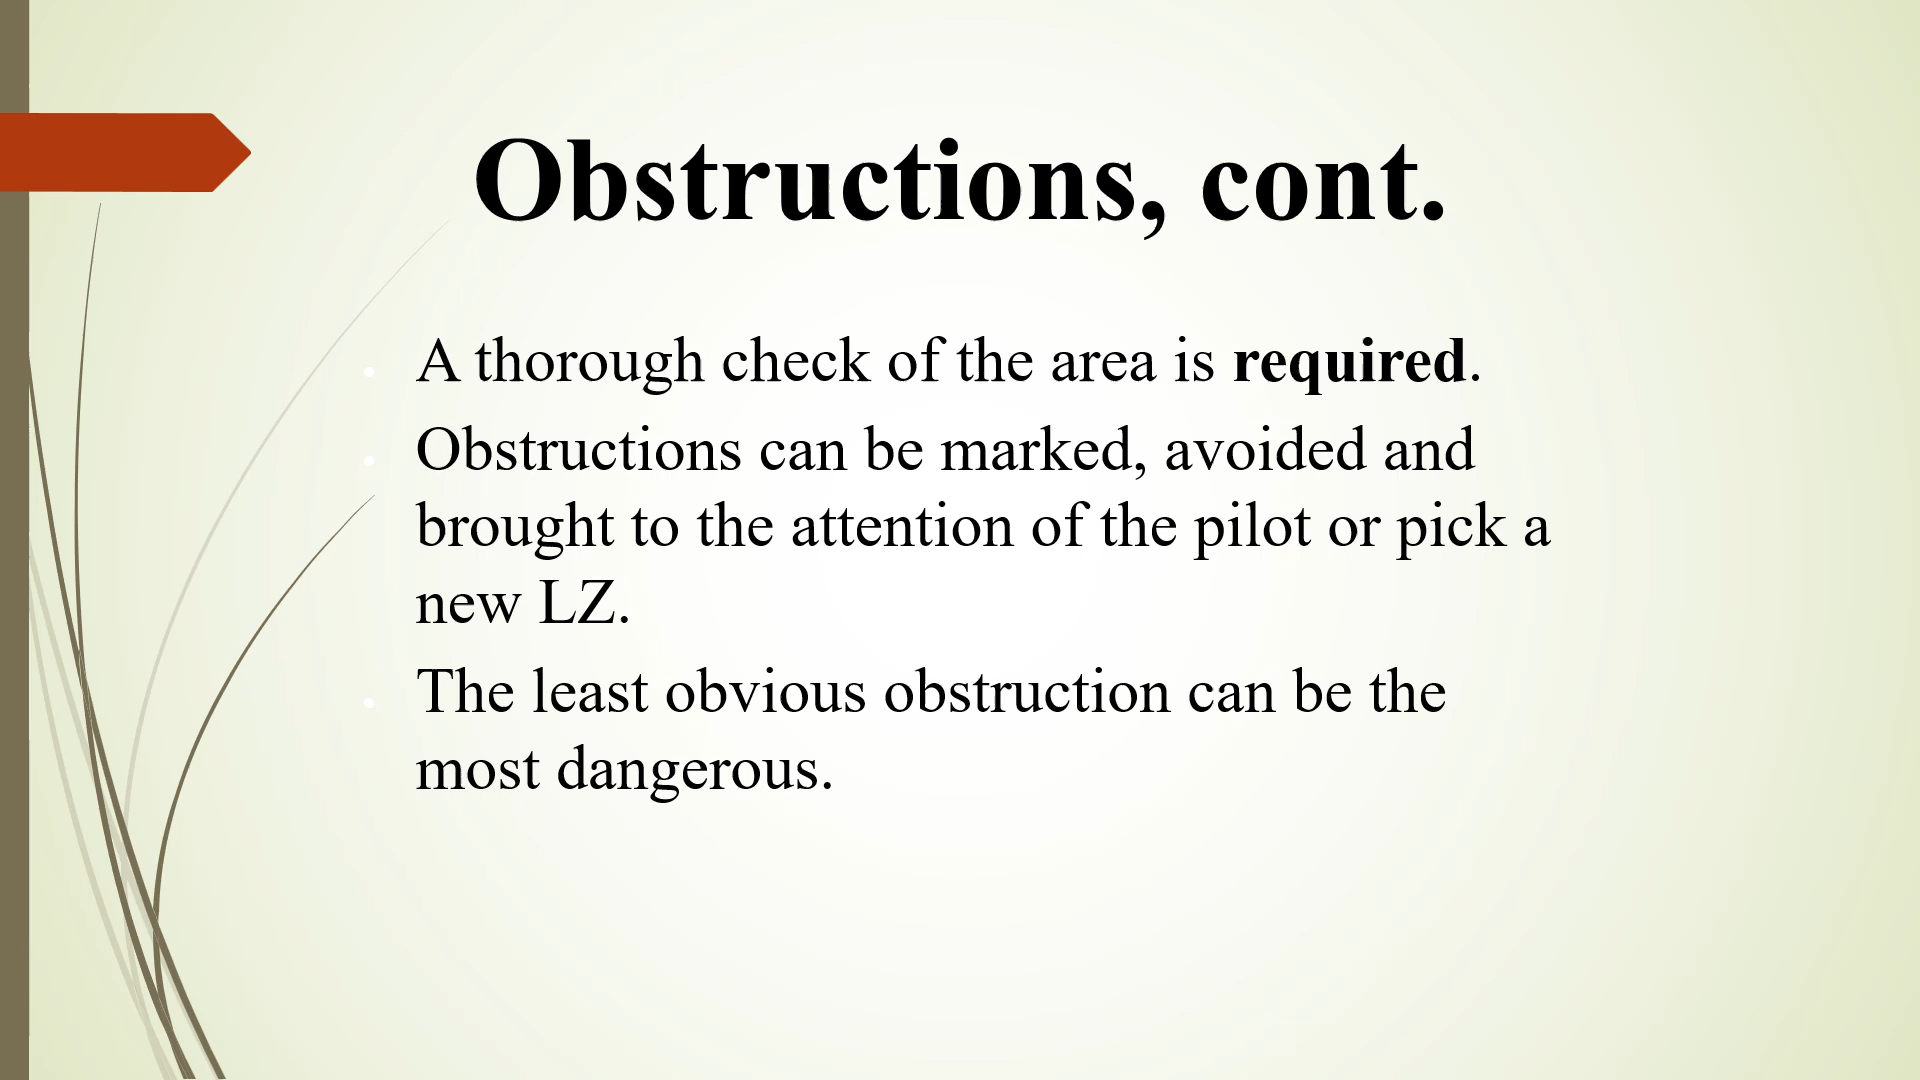 Obstructions, cont.
A thorough check of the area is required.
Obstructions can be marked, avoided and
brought to the attention of the pilot or pick a
new LZ.
The least obvious obstruction can be the
most dangerous.